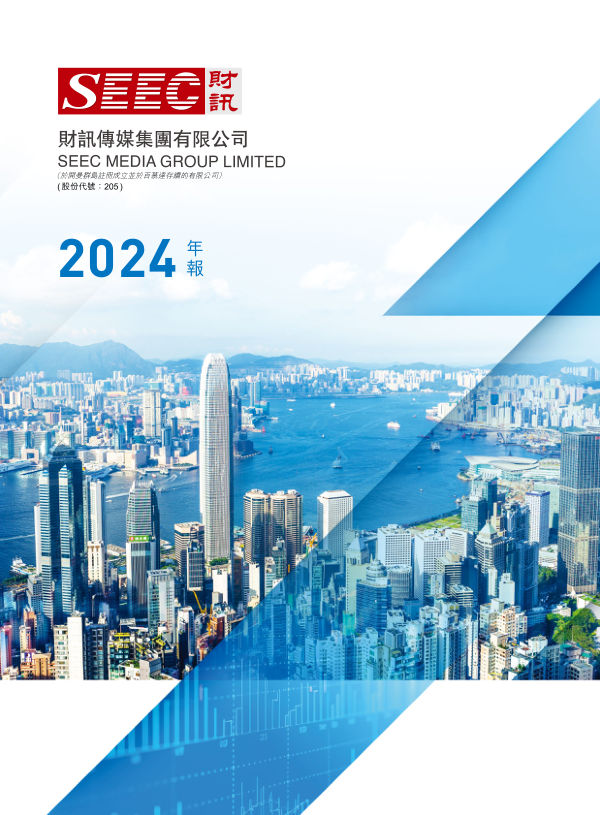 SEEC 財訊
財訊傳媒集團有限公司
SEEC MEDIA GROUP LIMITED
(於開曼群島註冊成立並於百慕達存續的有限公司)
(股份代號：205)
2024 年報